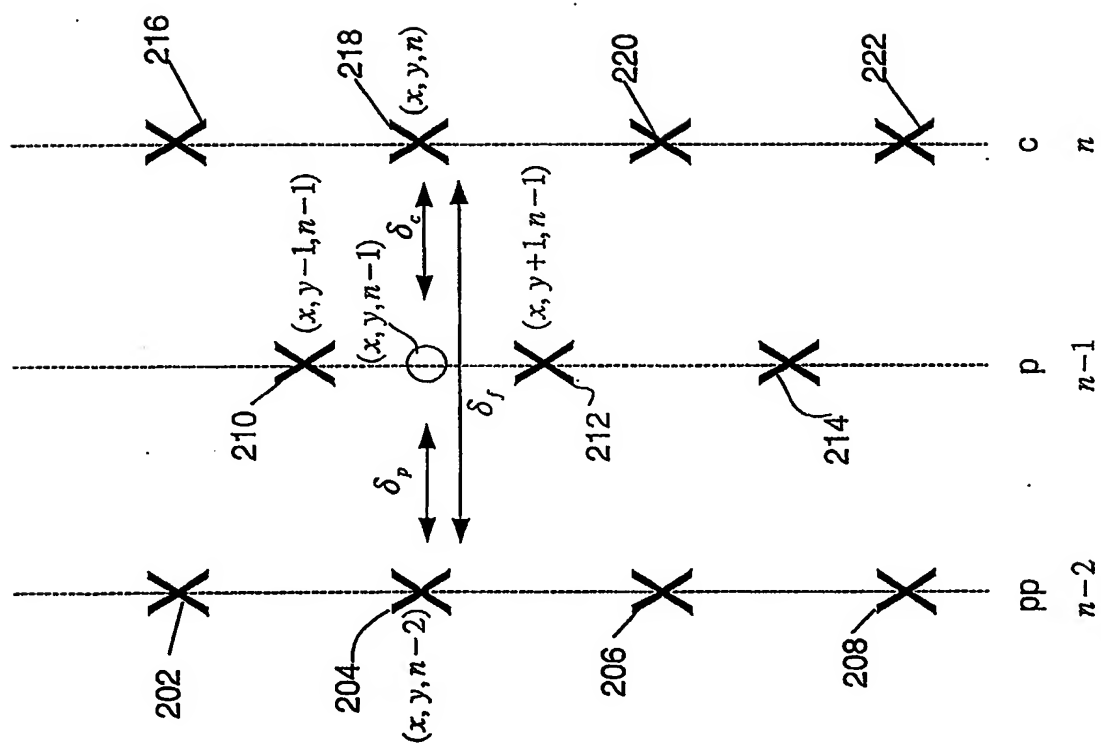 216
218
(x, y, n)
220
222
c
n
(x, y−1, n−1)
(x, y, n−1)
δc
(x, y+1, n−1)
210
δf
212
214
p
n−1
δp
202
204
(x, y, n−2)
206
208
pp
n−2